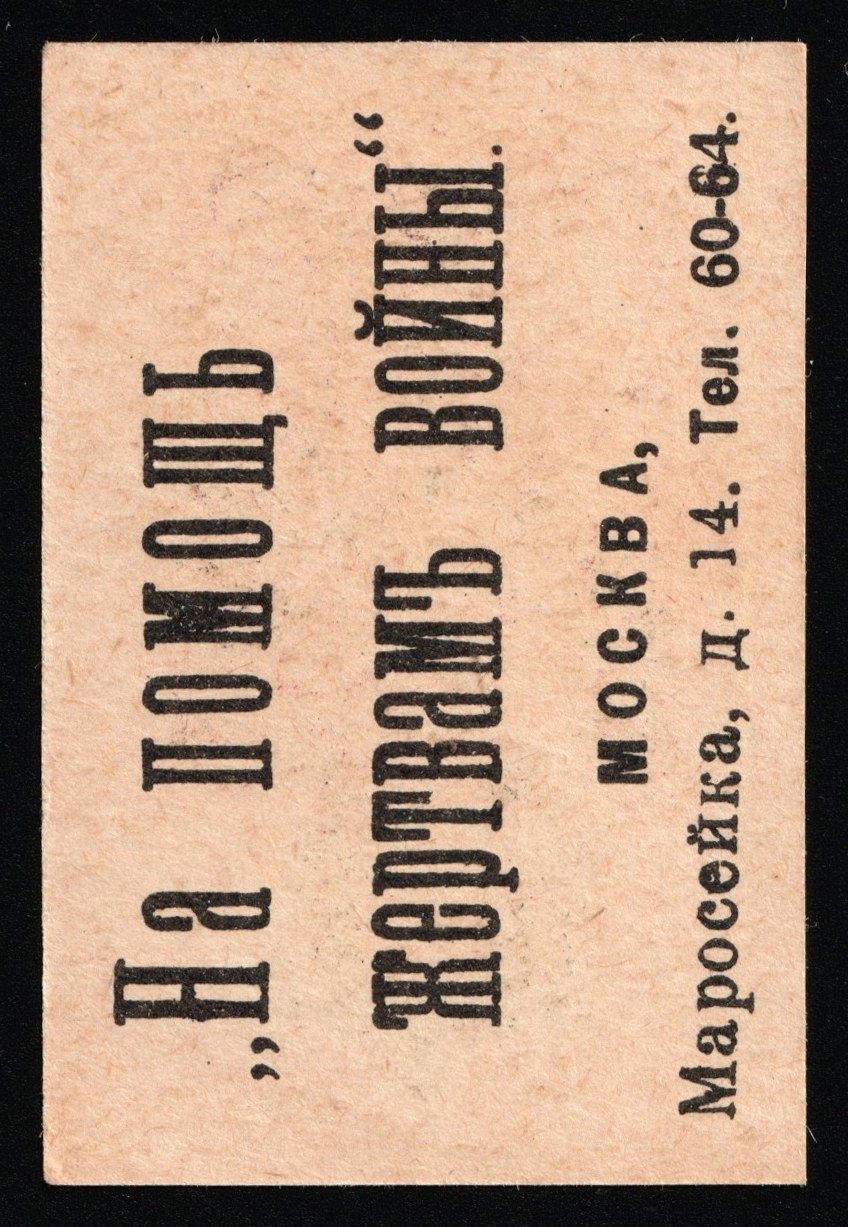 „На помощь
жертвамъ войны“.
МОСКВА,
Маросейка, д. 14. Тел. 60-64.